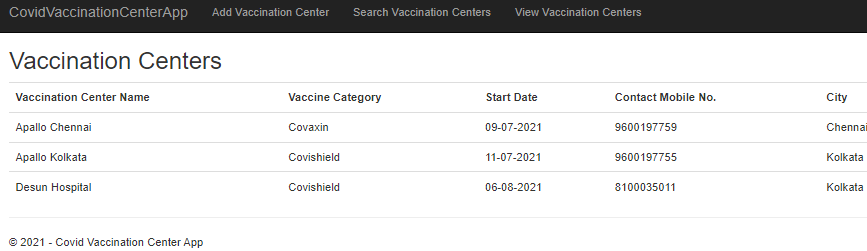 CovidVaccinationCenterApp Add Vaccination Center Search Vaccination Centers View Vaccination Centers
Vaccination Centers
Vaccination Center Name Vaccine Category Start Date Contact Mobile No. City
Apallo Chennai Covaxin 09-07-2021 9600197759 Chennai
Apallo Kolkata Covishield 11-07-2021 9600197755 Kolkata
Desun Hospital Covishield 06-08-2021 8100035011 Kolkata
© 2021 - Covid Vaccination Center App